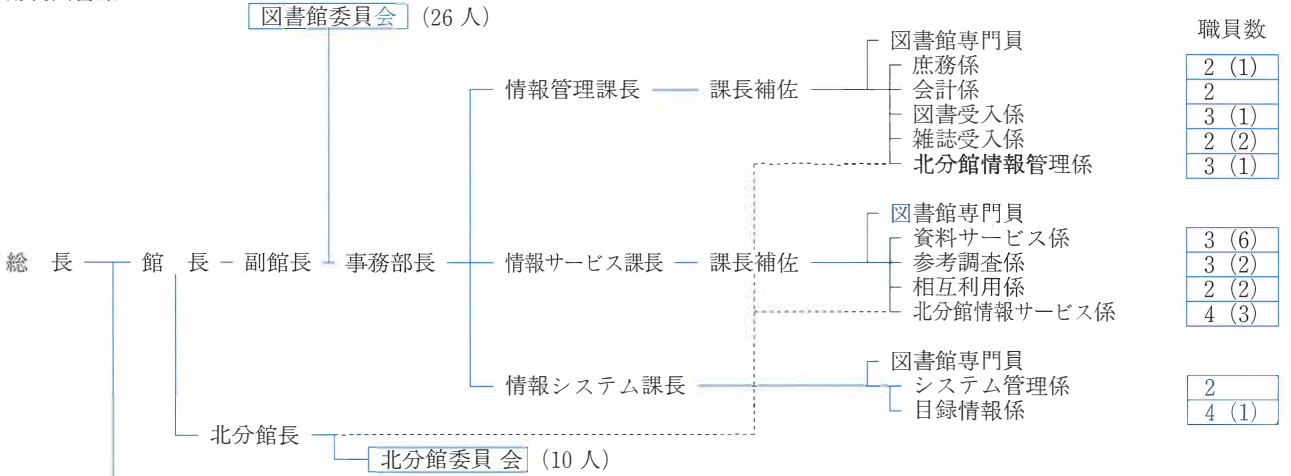 図書館委員会 (26 人)
職員数
図書館専門員
庶務係 2 (1)
情報管理課長 課長補佐 会計係 2
図書受入係 3 (1)
雑誌受入係 2 (2)
北分館情報管理係 3 (1)
図書館専門員
資料サービス係 3 (6)
総 長 館 長 副館長 事務部長 情報サービス課長 課長補佐 参考調査係 3 (2)
相互利用係 2 (2)
北分館情報サービス係 4 (3)
図書館専門員
情報システム課長 システム管理係 2
目録情報係 4 (1)
北分館長
北分館委員 会 (10 人)